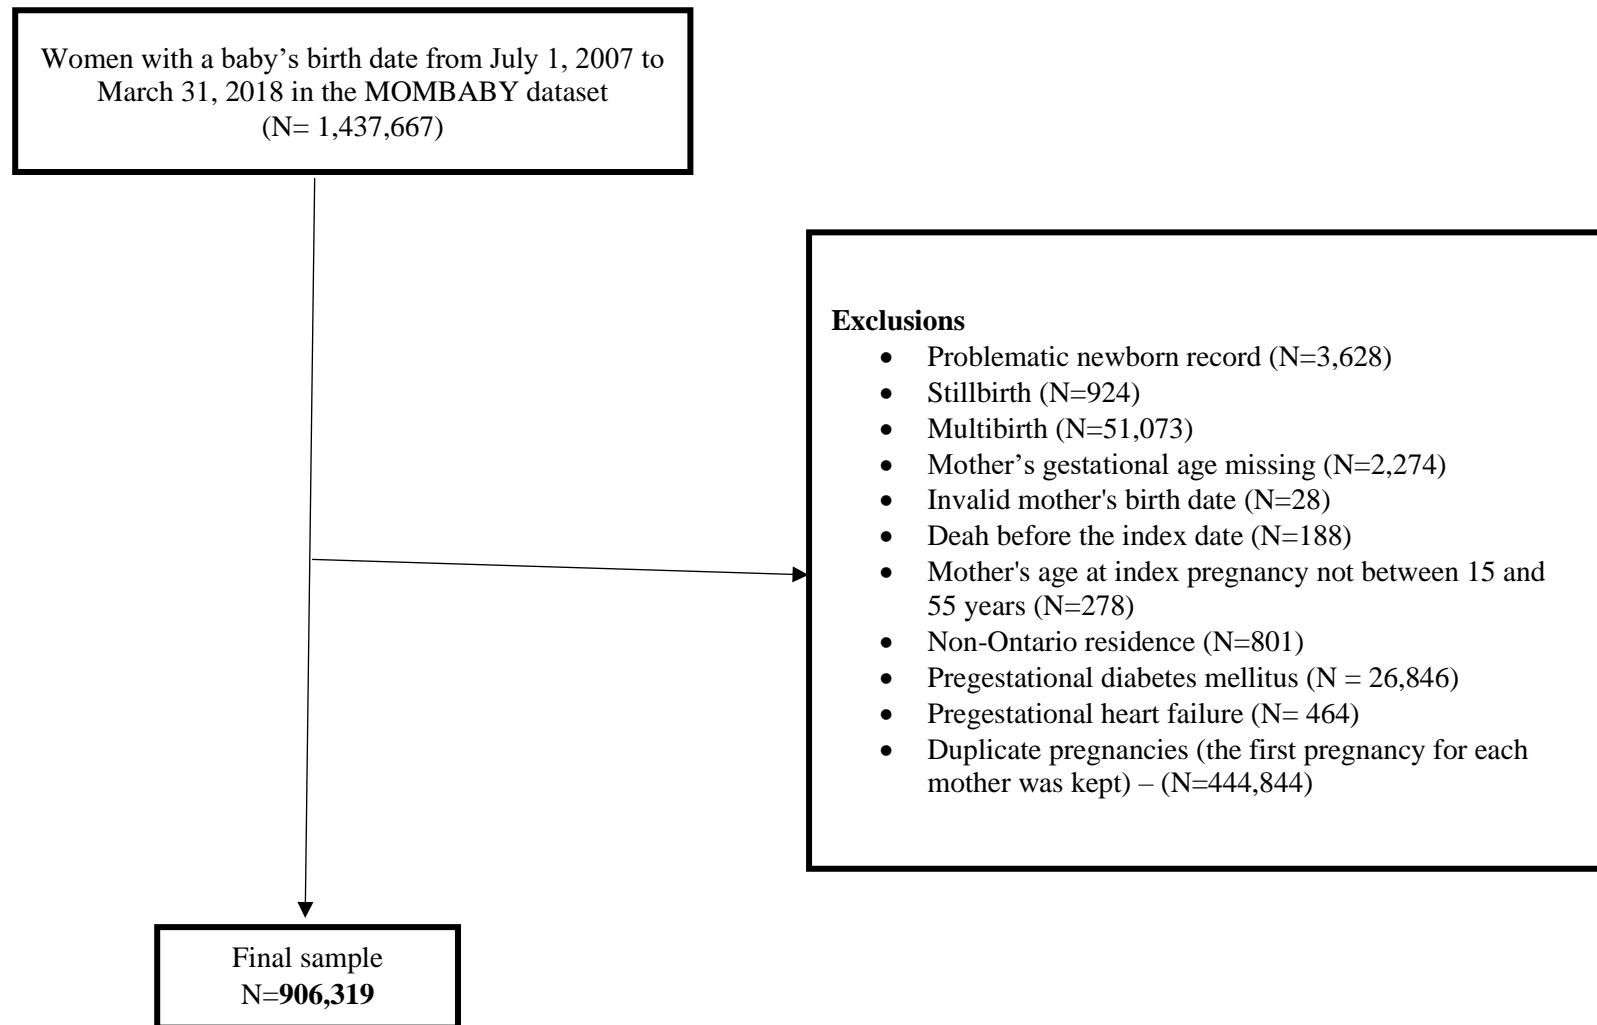 Women with a baby’s birth date from July 1, 2007 to
March 31, 2018 in the MOMBABY dataset
(N= 1,437,667)
Exclusions
• Problematic newborn record (N=3,628)
• Stillbirth (N=924)
• Multibirth (N=51,073)
• Mother’s gestational age missing (N=2,274)
• Invalid mother's birth date (N=28)
• Deah before the index date (N=188)
• Mother's age at index pregnancy not between 15 and
55 years (N=278)
• Non-Ontario residence (N=801)
• Pregestational diabetes mellitus (N = 26,846)
• Pregestational heart failure (N= 464)
• Duplicate pregnancies (the first pregnancy for each
mother was kept) – (N=444,844)
Final sample
N=906,319